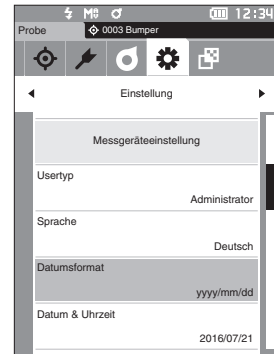 12:34
Probe 0003 Bumper
Einstellung
Messgeräteeinstellung
Usertyp
Administrator
Sprache
Deutsch
Datumsformat
yyyy/mm/dd
Datum & Uhrzeit
2016/07/21